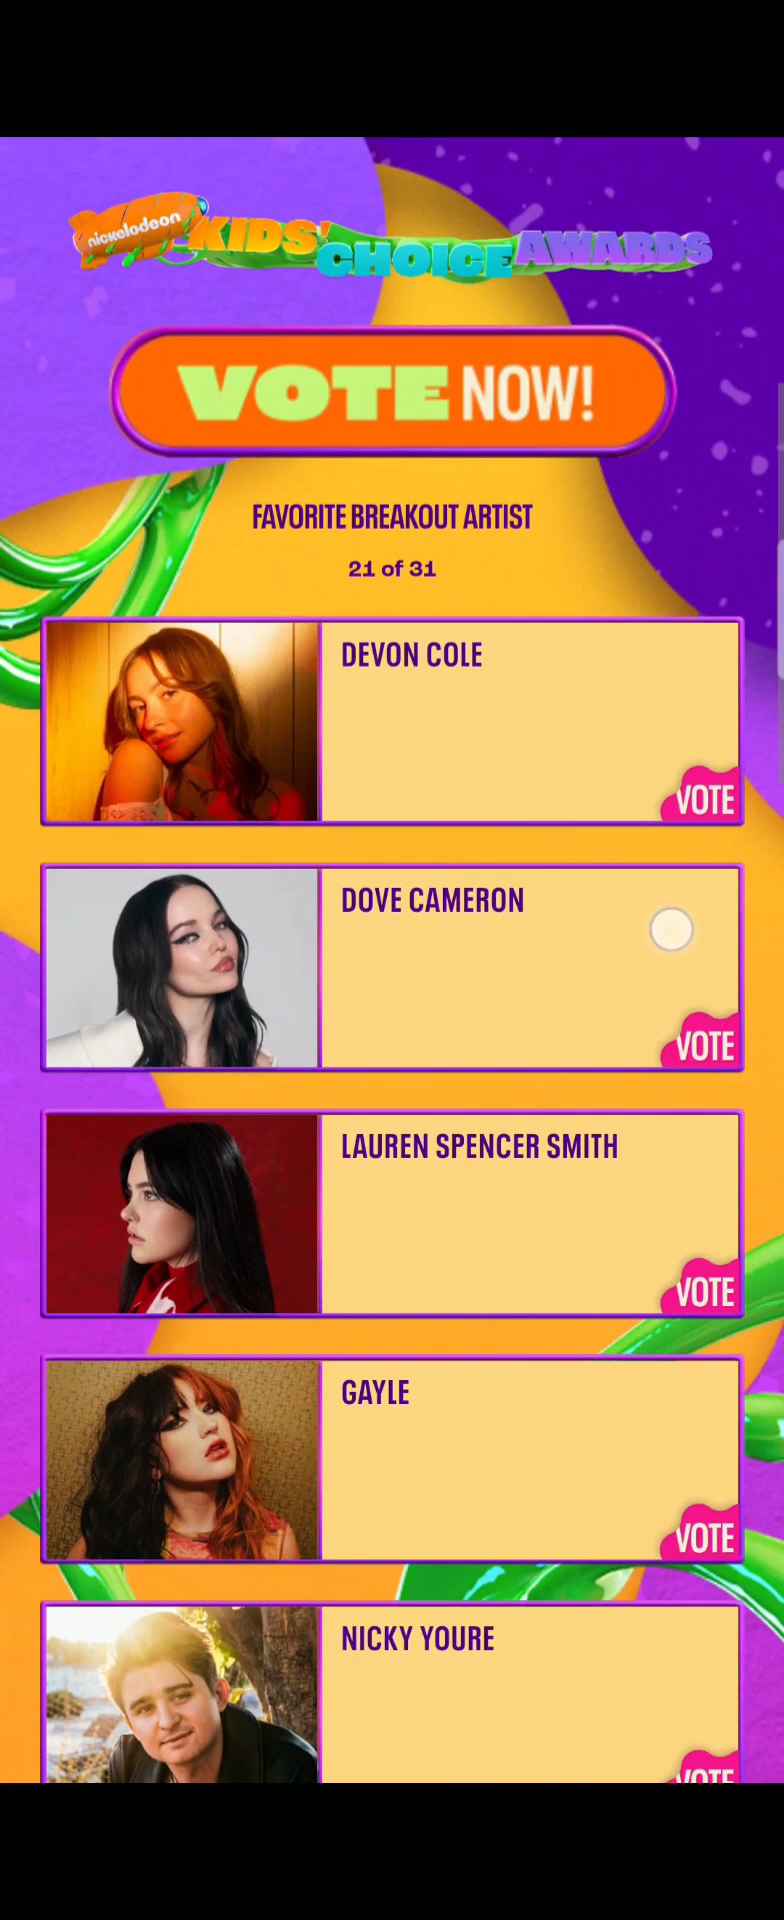 nickelodeon
KIDS'
CHOICE
AWARDS
VOTE NOW!
FAVORITE BREAKOUT ARTIST
21 of 31
DEVON COLE
VOTE
DOVE CAMERON
VOTE
LAUREN SPENCER SMITH
VOTE
GAYLE
VOTE
NICKY YOURE
VOTE